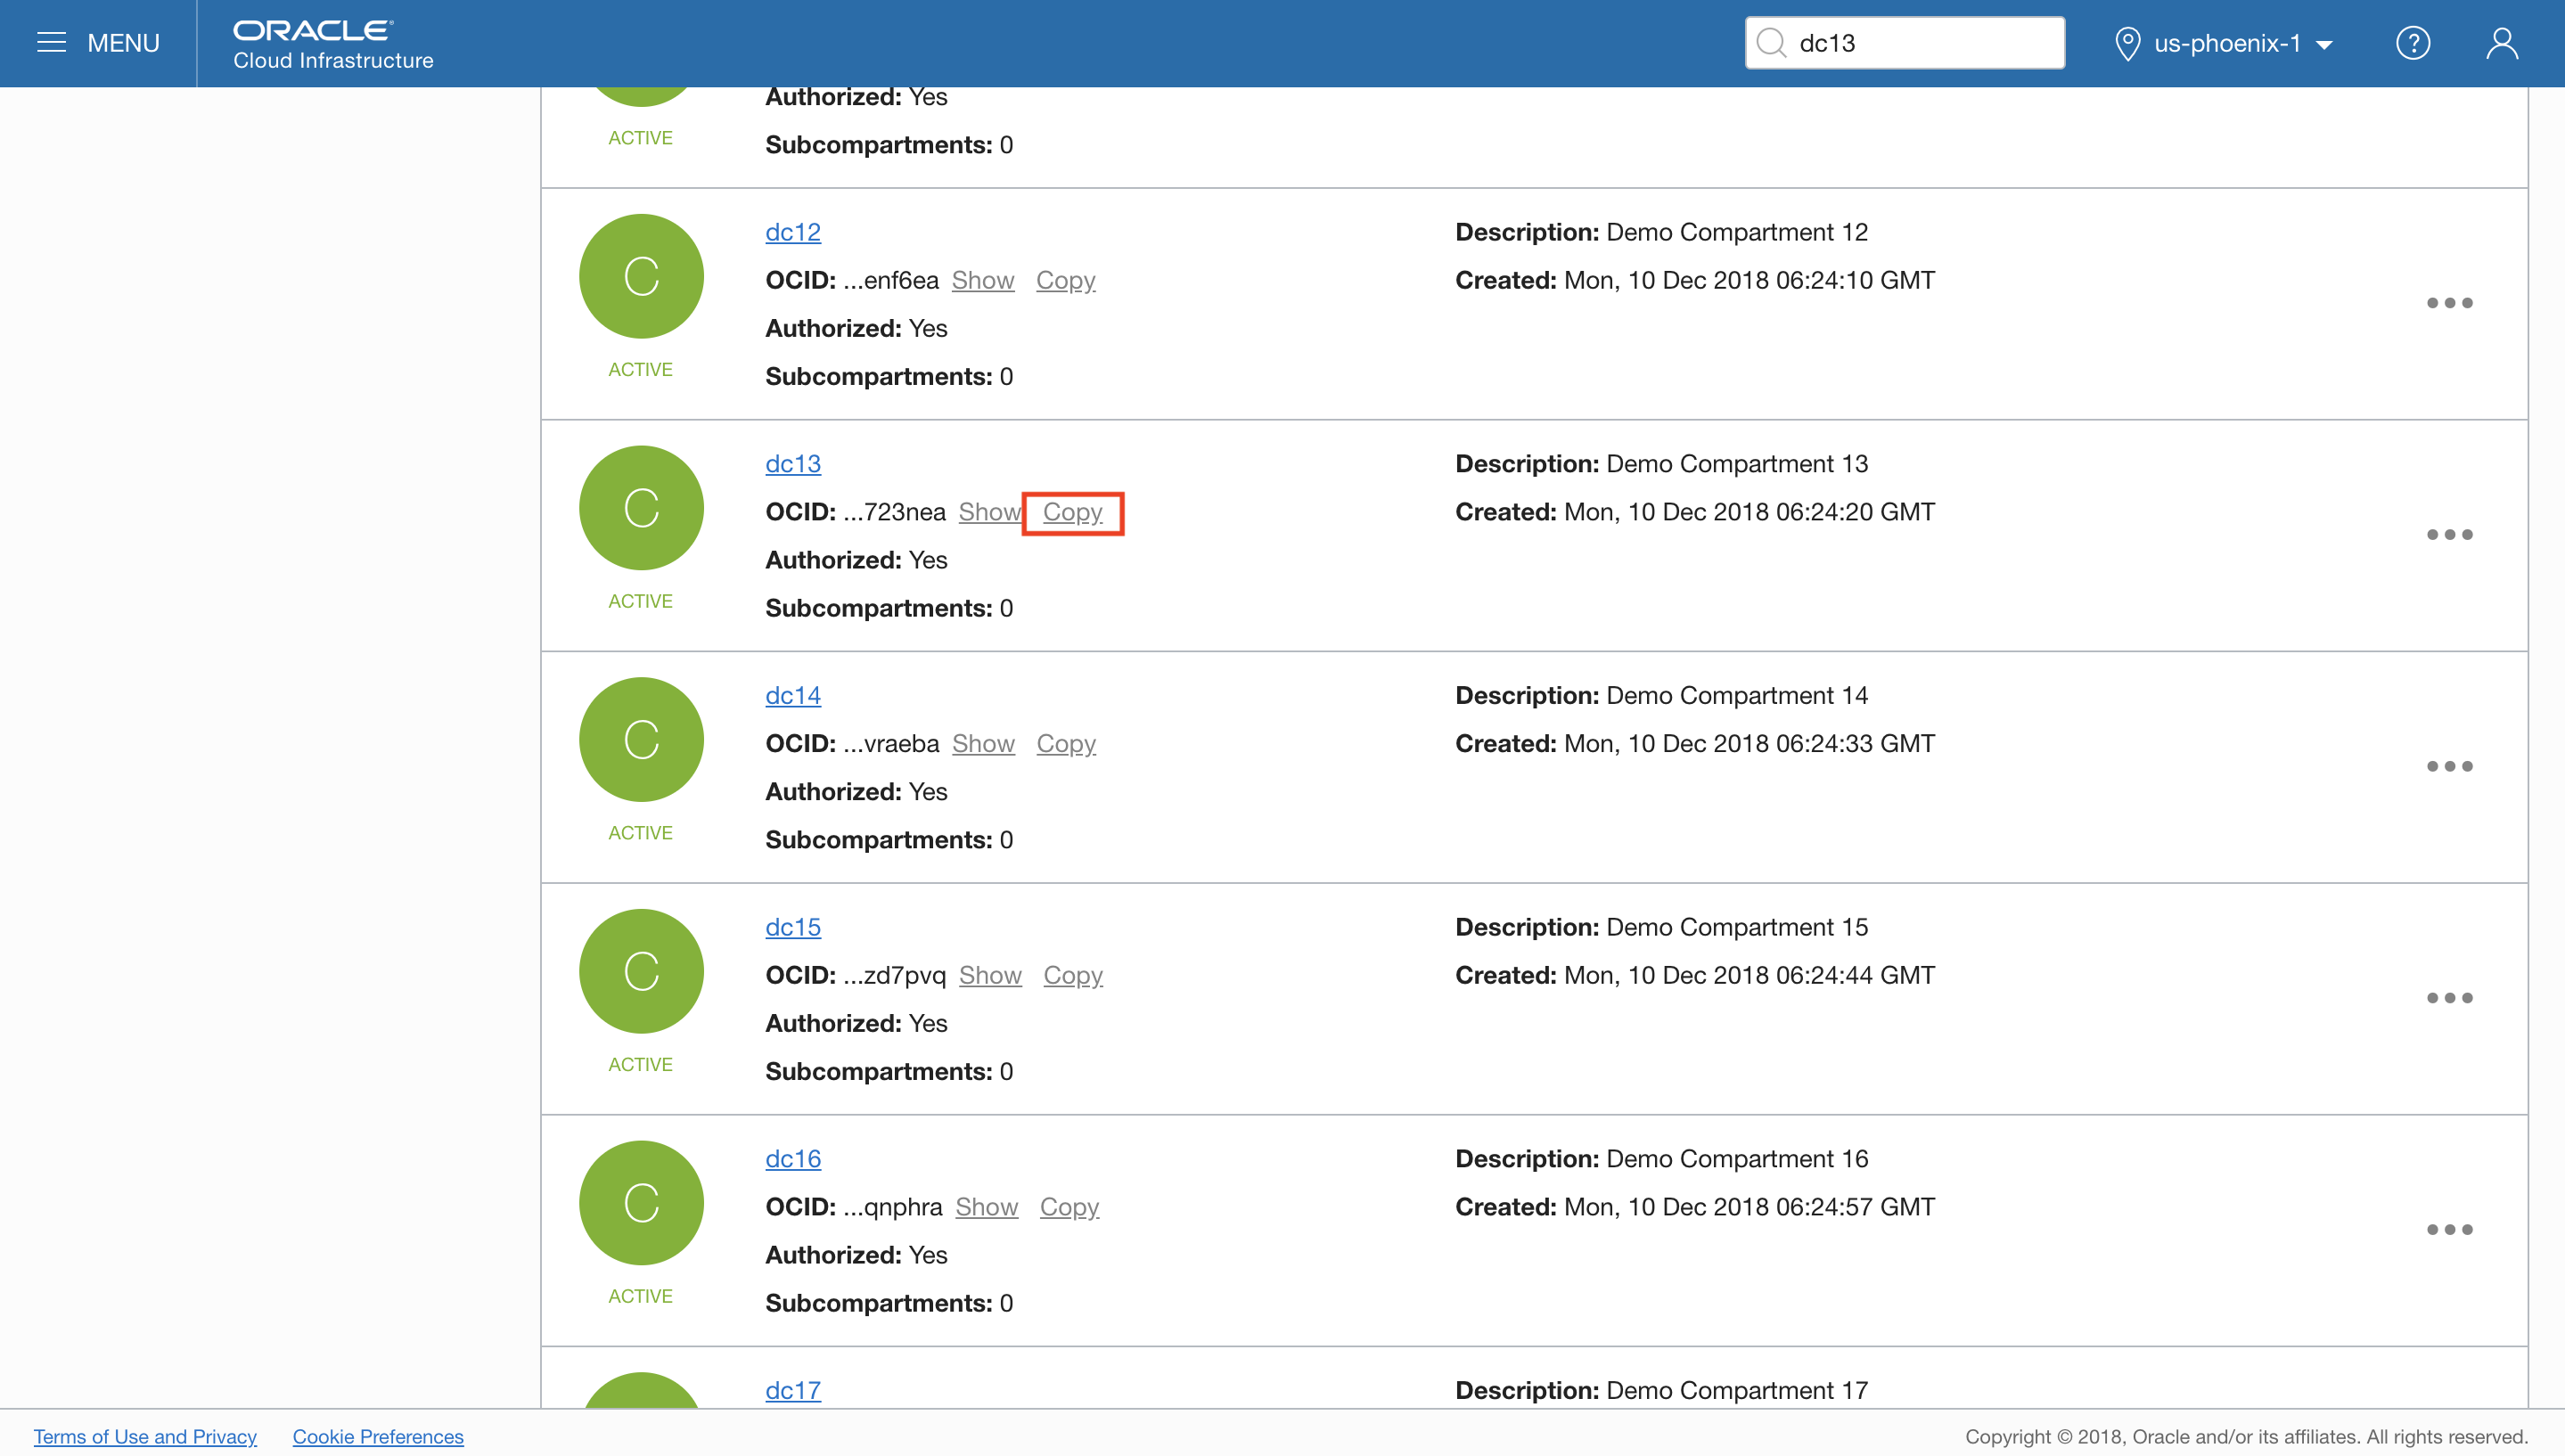 MENU
ORACLE
Cloud Infrastructure
dc13
us-phoenix-1
?
Authorized: Yes
ACTIVE
Subcompartments: 0
C
ACTIVE
dc12
OCID: ...enf6ea Show Copy
Authorized: Yes
Subcompartments: 0
Description: Demo Compartment 12
Created: Mon, 10 Dec 2018 06:24:10 GMT
C
ACTIVE
dc13
OCID: ...723nea Show Copy
Authorized: Yes
Subcompartments: 0
Description: Demo Compartment 13
Created: Mon, 10 Dec 2018 06:24:20 GMT
C
ACTIVE
dc14
OCID: ...vraeba Show Copy
Authorized: Yes
Subcompartments: 0
Description: Demo Compartment 14
Created: Mon, 10 Dec 2018 06:24:33 GMT
C
ACTIVE
dc15
OCID: ...zd7pvq Show Copy
Authorized: Yes
Subcompartments: 0
Description: Demo Compartment 15
Created: Mon, 10 Dec 2018 06:24:44 GMT
C
ACTIVE
dc16
OCID: ...qnphra Show Copy
Authorized: Yes
Subcompartments: 0
Description: Demo Compartment 16
Created: Mon, 10 Dec 2018 06:24:57 GMT
dc17
Description: Demo Compartment 17
Terms of Use and Privacy
Cookie Preferences
Copyright © 2018, Oracle and/or its affiliates. All rights reserved.